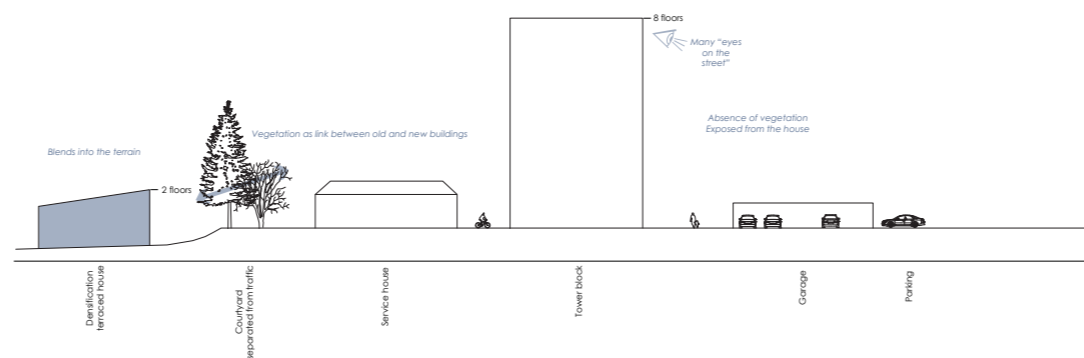 8 floors
Many "eyes
on the
street"
Absence of vegetation
Exposed from the house
Vegetation as link between old and new buildings
Blends into the terrain
2 floors
Densification
terraced house
Courtyard
separated from traffic
Service house
Tower block
Garage
Parking